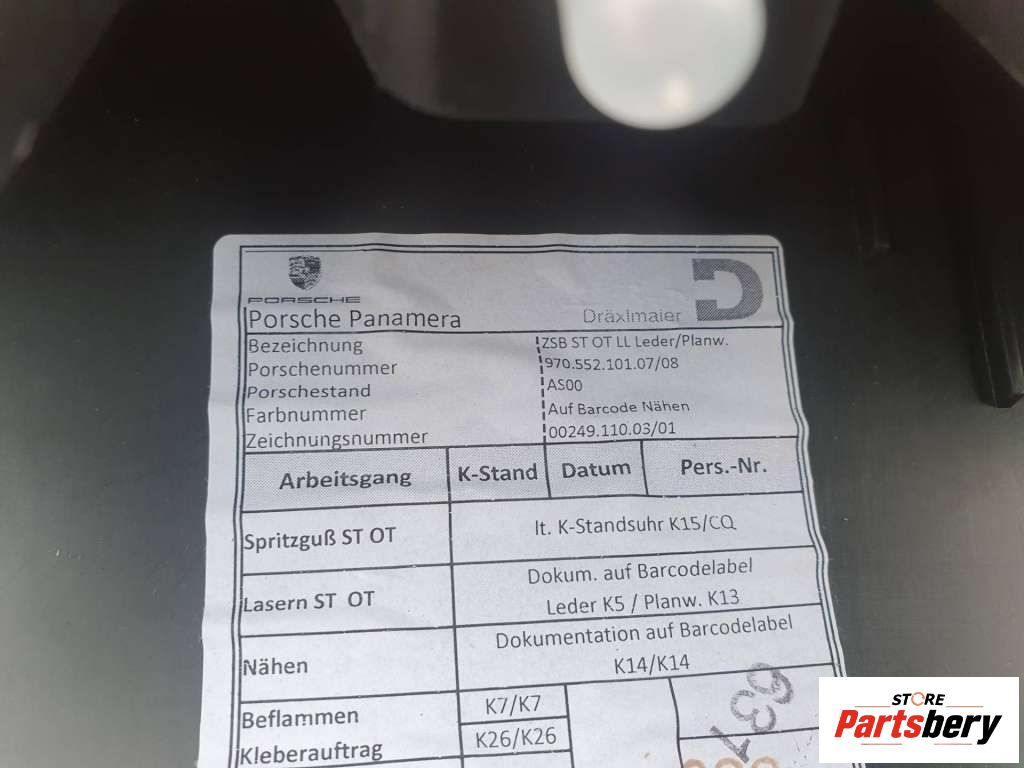 PORSCHE
Porsche Panamera
Dräxlmaier
Bezeichnung ZSB ST OT LL Leder/Planw.
Porschenummer 970.552.101.07/08
Porschestand AS00
Farbnummer Auf Barcode Nähen
Zeichnungsnummer 00249.110.03/01
Arbeitsgang K-Stand Datum Pers.-Nr.
Spritzguß ST OT lt. K-Standsuhr K15/CQ
Lasern ST OT Dokum. auf Barcodelabel
Leder K5 / Planw. K13
Nähen Dokumentation auf Barcodelabel
K14/K14
Beflammen K7/K7
Kleberauftrag K26/K26
631
STORE
Partsbery